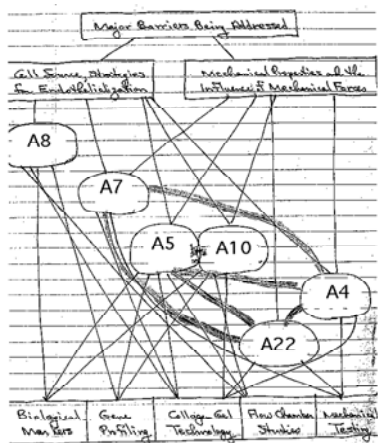 Major Barriers Being Addressed
Cell Source Strategies
for Endothelialization
Mechanical Properties and the
Influence of Mechanical Forces
A8
A7
A5
A10
A4
A22
Biological
Markers
Gene
Profiling
Collagen Gel
Technology
Flow Chamber
Studies
Mechanical
Testing